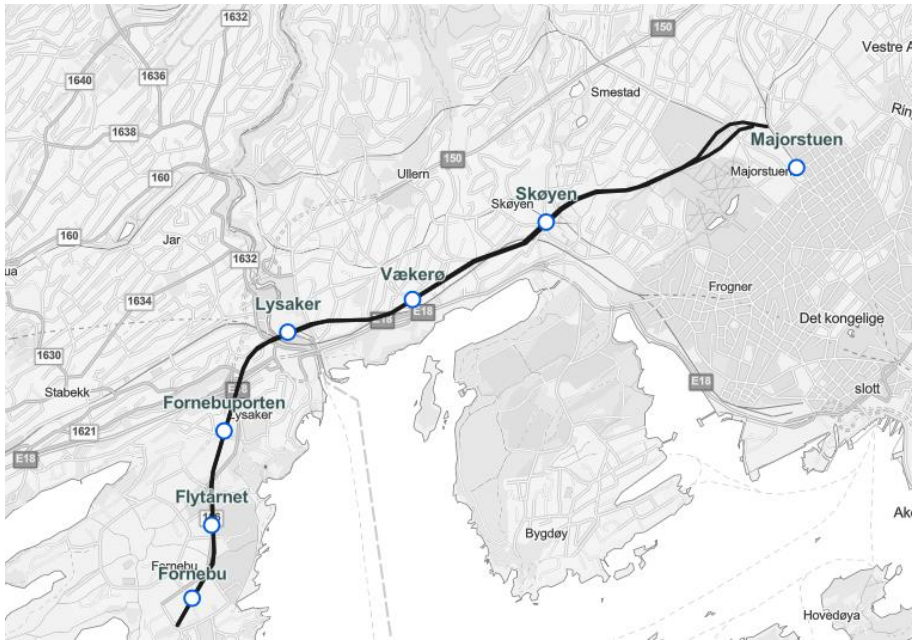 1632
150
Vestre A
1640
1636
Smestad
Ring
1638
Majorstuen
150
Ullern
Majorstuen
160
Skøyen
Skøyen
160
Jar
1632
ua
Vækerø
Frogner
1634
Lysaker
E18
E18
Det kongelige
1630
Stabekk
E18
slott
Fornebuporten
Lysaker
1621
E18
Flytårnet
Ak
Bygdøy
Fornebu
Fornebu
Hovedøya